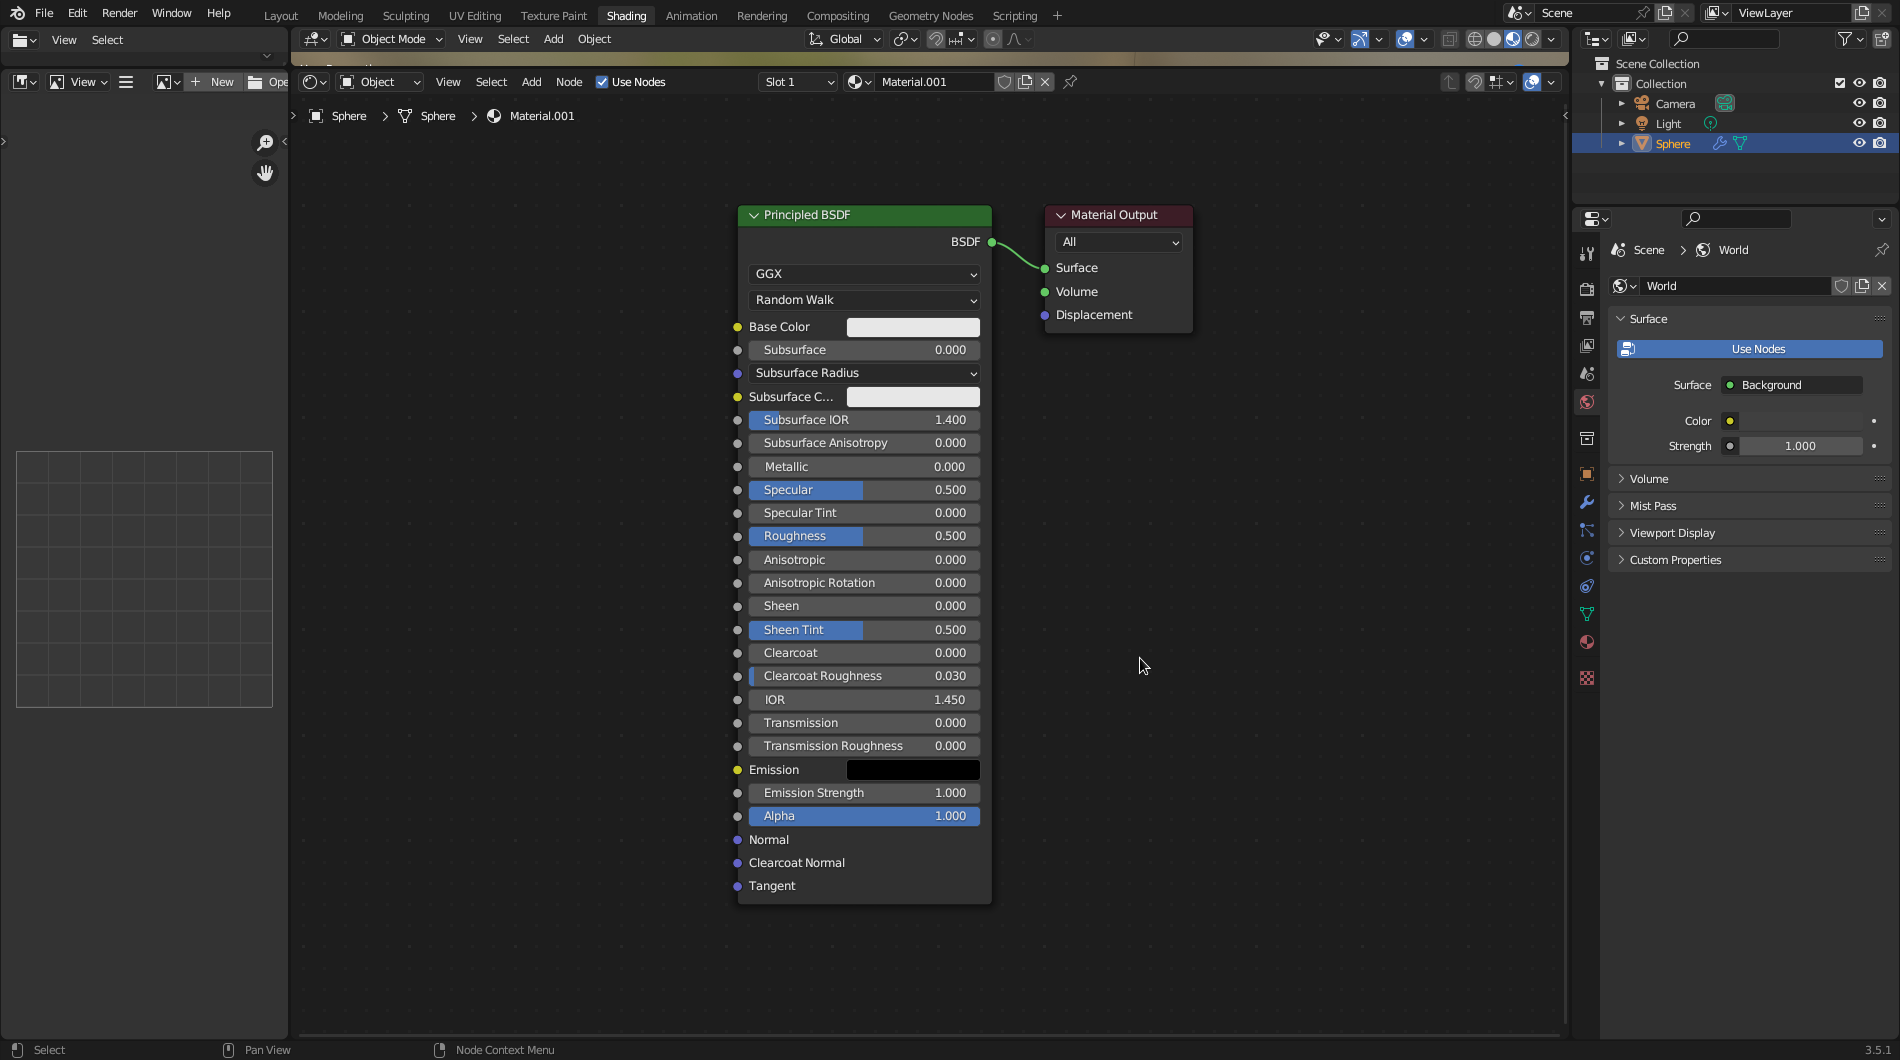 File Edit Render Window Help
Layout Modeling Sculpting UV Editing Texture Paint Shading Animation Rendering Compositing Geometry Nodes Scripting +
Scene
ViewLayer
View Select
Object Mode View Select Add Object
Global
View
New
Ope
Object View Select Add Node Use Nodes
Slot 1
Material.001
Sphere > Sphere > Material.001
Principled BSDF
BSDF
GGX
Random Walk
Base Color
Subsurface 0.000
Subsurface Radius
Subsurface C...
Subsurface IOR 1.400
Subsurface Anisotropy 0.000
Metallic 0.000
Specular 0.500
Specular Tint 0.000
Roughness 0.500
Anisotropic 0.000
Anisotropic Rotation 0.000
Sheen 0.000
Sheen Tint 0.500
Clearcoat 0.000
Clearcoat Roughness 0.030
IOR 1.450
Transmission 0.000
Transmission Roughness 0.000
Emission
Emission Strength 1.000
Alpha 1.000
Normal
Clearcoat Normal
Tangent
Material Output
All
Surface
Volume
Displacement
Scene Collection
Collection
Camera
Light
Sphere
Scene > World
World
Surface
Use Nodes
Surface Background
Color
Strength 1.000
Volume
Mist Pass
Viewport Display
Custom Properties
Select
Pan View
Node Context Menu
3.5.1